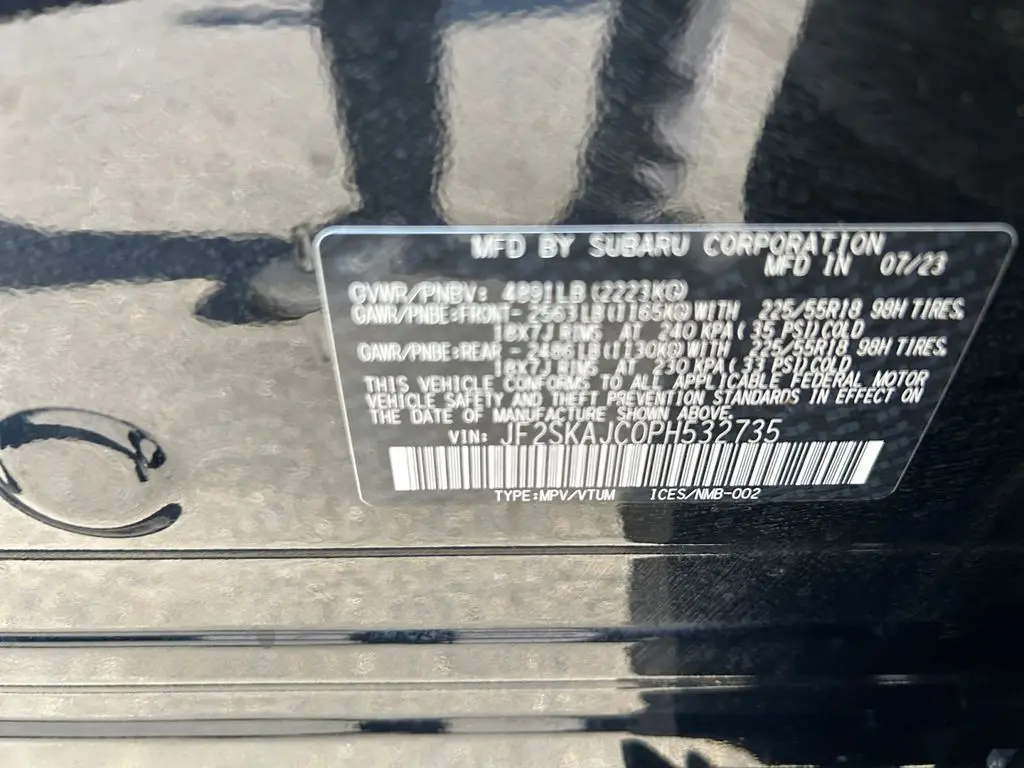 MFD BY SUBARU CORPORATION
MFD IN 07/23
GVWR/PNBV: 4891LB(2223KG)
GAWR/PNBE:FRONT- 2563LB(1165KG)WITH 225/55R18 98H TIRES,
18X7J RIMS AT 240 KPA( 35 PSI)COLD
GAWR/PNBE:REAR - 2486LB(1130KG)WITH 225/55R18 98H TIRES,
18X7J RIMS AT 230 KPA( 33 PSI)COLD
THIS VEHICLE CONFORMS TO ALL APPLICABLE FEDERAL MOTOR
VEHICLE SAFETY AND THEFT PREVENTION STANDARDS IN EFFECT ON
THE DATE OF MANUFACTURE SHOWN ABOVE.
VIN: JF2SKAJC0PH532735
TYPE:MPV/VTUM ICES/NMB-002